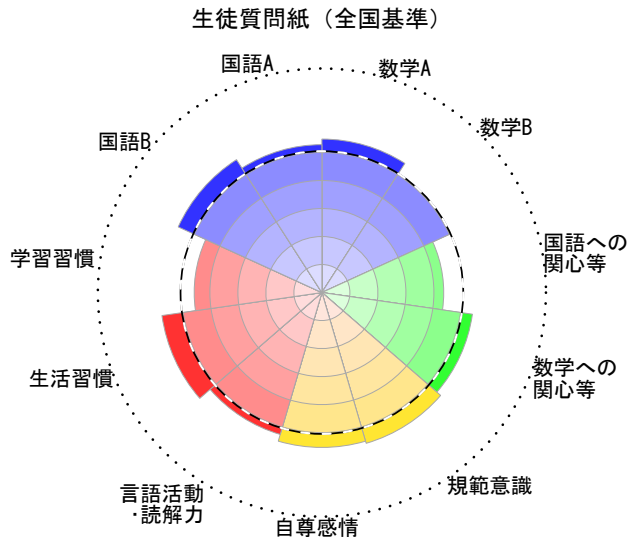 生徒質問紙（全国基準）
国語A
数学A
国語B
数学B
学習習慣
国語への
関心等
生活習慣
数学への
関心等
言語活動
・読解力
規範意識
自尊感情